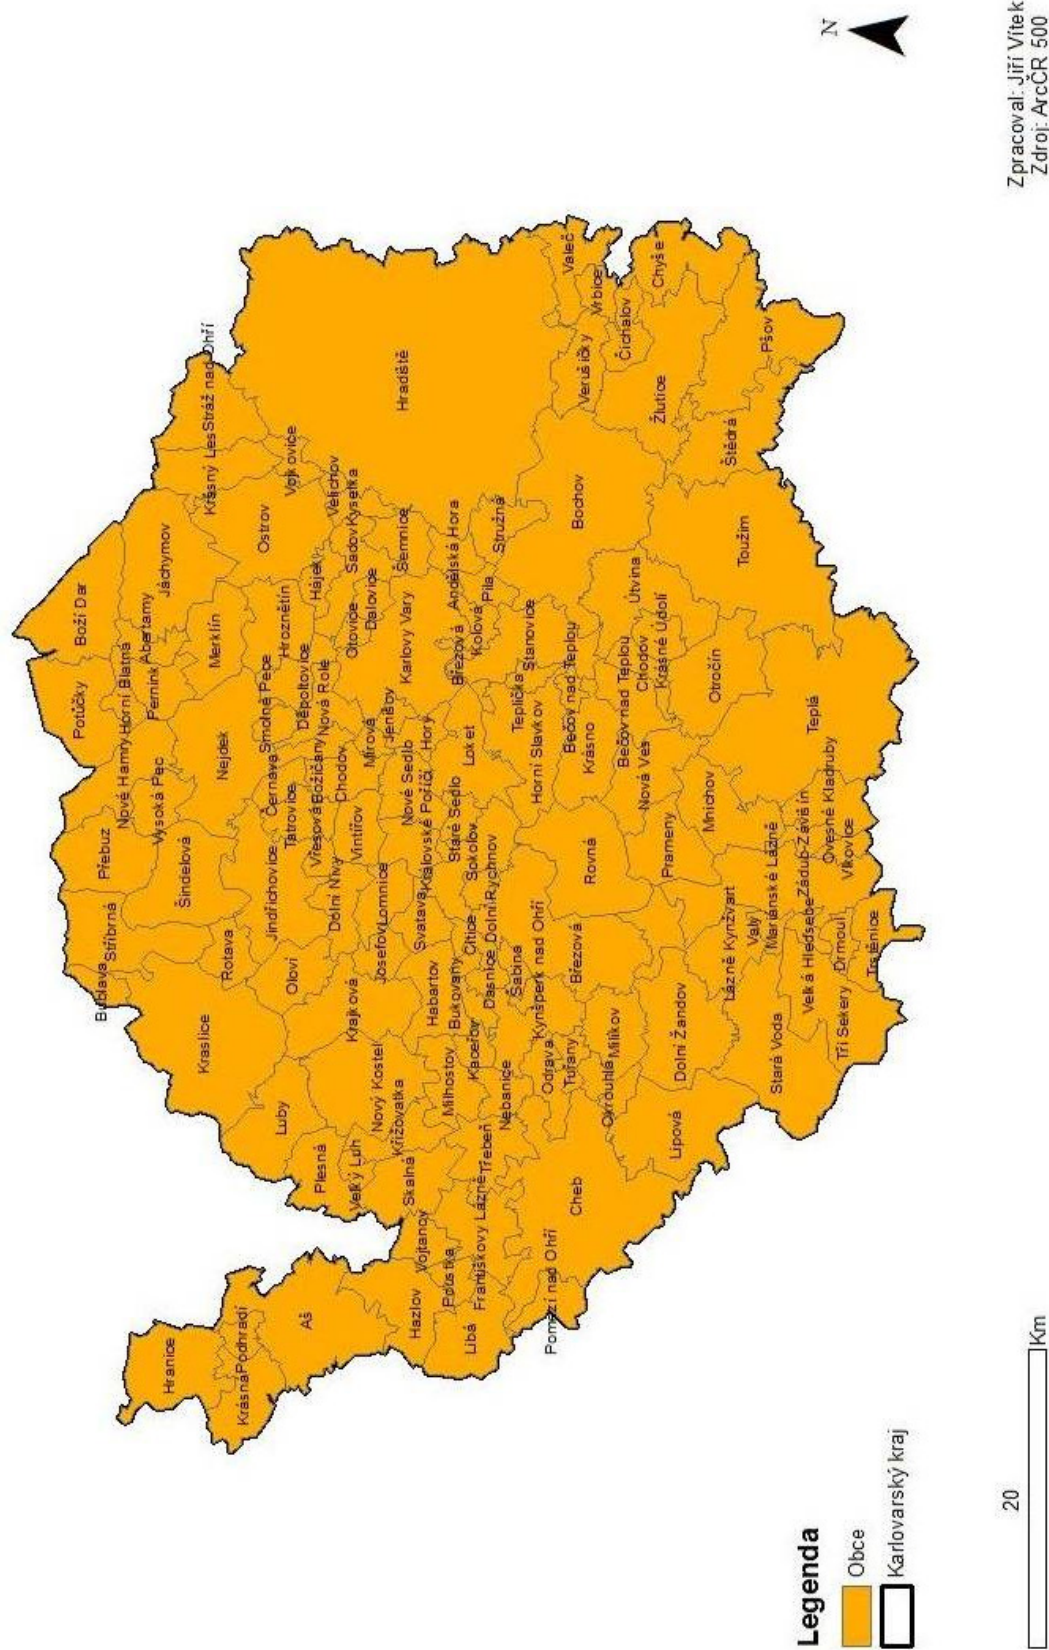 Hranice
Krásná
Podhradí
Aš
Hazlov
Libá
Poustka
Vojtanov
Františkovy Lázně
Pomezí nad Ohří
Cheb
Skalná
Třebeň
Plesná
Velký Luh
Luby
Nový Kostel
Křižovatka
Milhostov
Nebanice
Kaceřov
Odrava
Tuřany
Okrouhlá
Milíkov
Lipová
Dolní Žandov
Stará Voda
Tři Sekery
Kraslice
Bublava
Stříbrná
Rotava
Oloví
Krajková
Josefov
Habartov
Bukovany
Dasnice
Šabina
Kynšperk nad Ohří
Březová
Lázně Kynžvart
Valy
Velká Hleďsebe
Drmoul
Trstěnice
Přebuz
Šindelová
Jindřichovice
Dolní Nivy
Lomnice
Svatava
Citice
Dolní Rychnov
Sokolov
Královské Poříčí
Staré Sedlo
Rovná
Prameny
Mariánské Lázně
Zádub-Závišín
Ovesné Kladruby
Vlkovice
Mnichov
Potůčky
Nové Hamry
Horní Blatná
Vysoká Pec
Pernink
Abertamy
Nejdek
Černava
Smolné Pece
Tatrovice
Vřesová
Božičany
Vintířov
Chodov
Nová Role
Děpoltovice
Mírová
Jenišov
Nové Sedlo
Hory
Loket
Horní Slavkov
Teplička
Krásno
Bečov nad Teplou
Bečov nad Teplou
Nová Ves
Chodov
Krásné Údolí
Otročín
Teplá
Boží Dar
Jáchymov
Merklín
Hroznětín
Hájek
Otovice
Dalovice
Karlovy Vary
Březová
Kolová
Pila
Andělská Hora
Stanovice
Útvina
Toužim
Krásný Les
Stráž nad Ohří
Ostrov
Vojkovice
Velichov
Sadov
Kyselka
Šemnice
Stružná
Bochov
Hradiště
Valeč
Vrbice
Verušičky
Čichalov
Chyše
Žlutice
Štědrá
Pšov
N
Legenda
Obce
Karlovarský kraj
20
Km
Zpracoval: Jiří Vítek
Zdroj: ArcČR 500